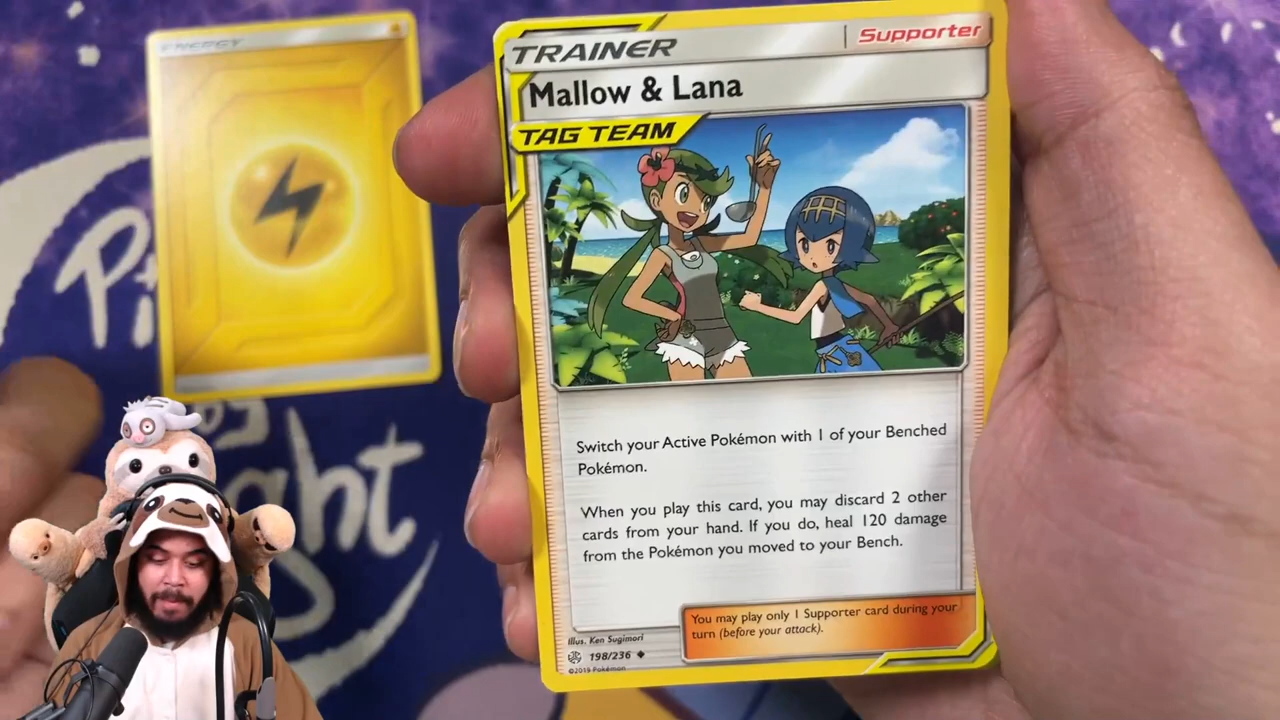 ENERGY
TRAINER
Supporter
Mallow & Lana
TAG TEAM
Switch your Active Pokémon with 1 of your Benched
Pokémon.
When you play this card, you may discard 2 other
cards from your hand. If you do, heal 120 damage
from the Pokémon you moved to your Bench.
You may play only 1 Supporter card during your
turn (before your attack).
Illus. Ken Sugimori
198/236
©2019 Pokémon